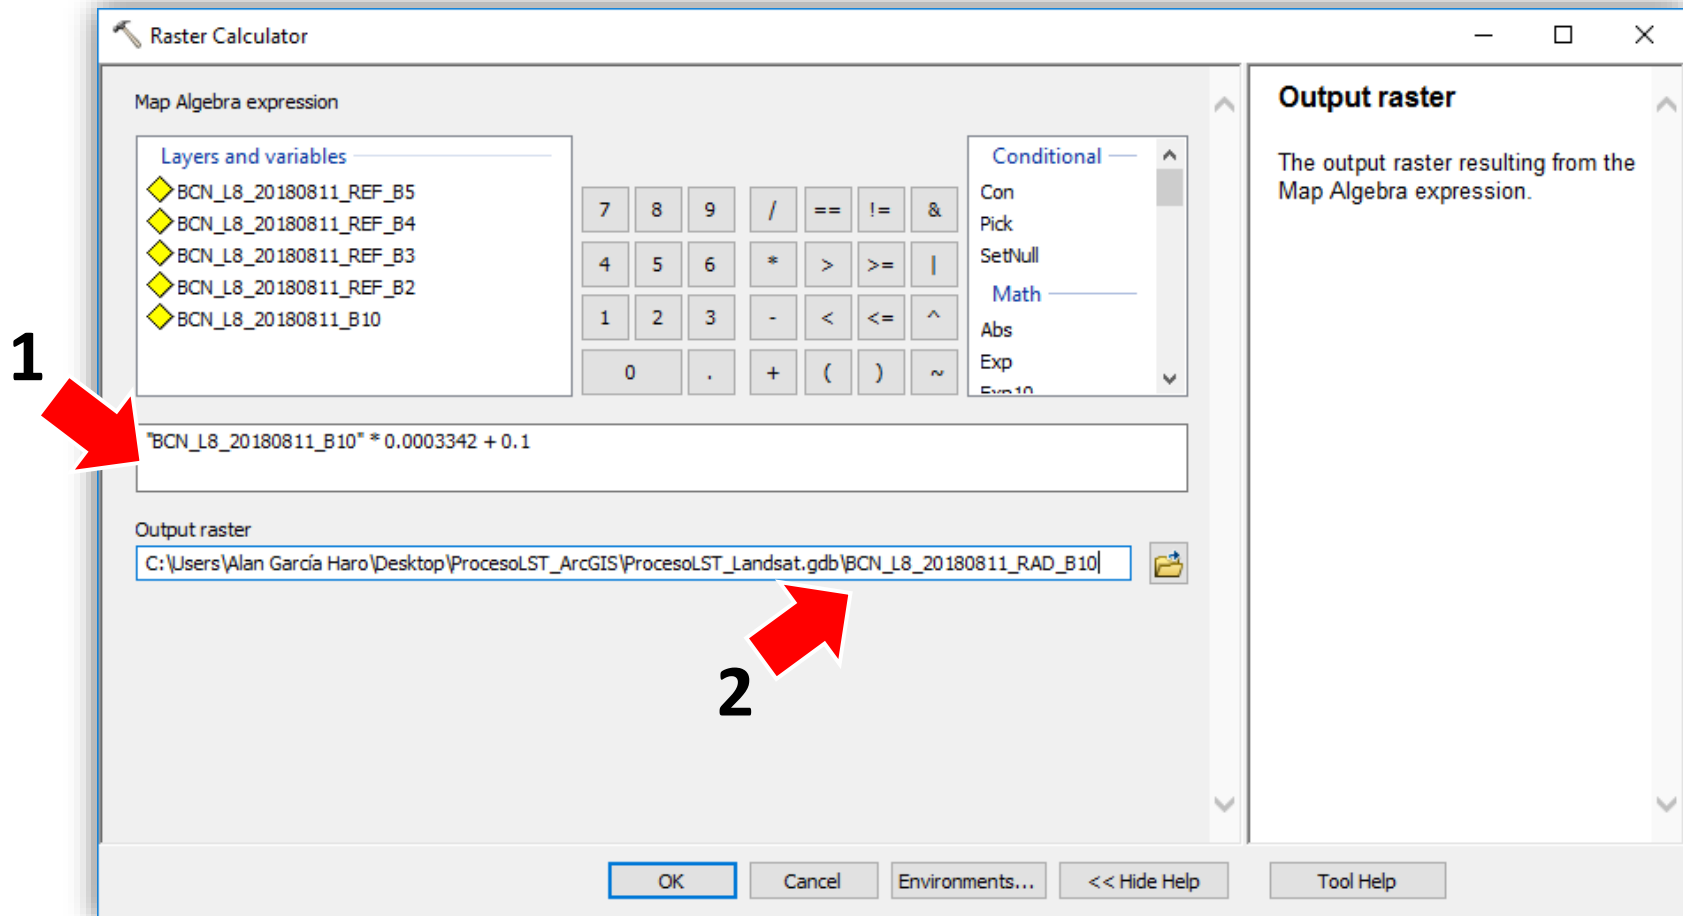 Raster Calculator
Map Algebra expression
Layers and variables
BCN_L8_20180811_REF_B5
BCN_L8_20180811_REF_B4
BCN_L8_20180811_REF_B3
BCN_L8_20180811_REF_B2
BCN_L8_20180811_B10
7 8 9 / == != &
4 5 6 * > >= |
1 2 3 - < <= ^
0 . + ( ) ~
Conditional
Con
Pick
SetNull
Math
Abs
Exp
Exp10
1
"BCN_L8_20180811_B10" * 0.0003342 + 0.1
Output raster
C:\Users\Alan García Haro\Desktop\ProcesoLST_ArcGIS\ProcesoLST_Landsat.gdb\BCN_L8_20180811_RAD_B10
2
OK Cancel Environments... << Hide Help Tool Help
Output raster
The output raster resulting from the
Map Algebra expression.